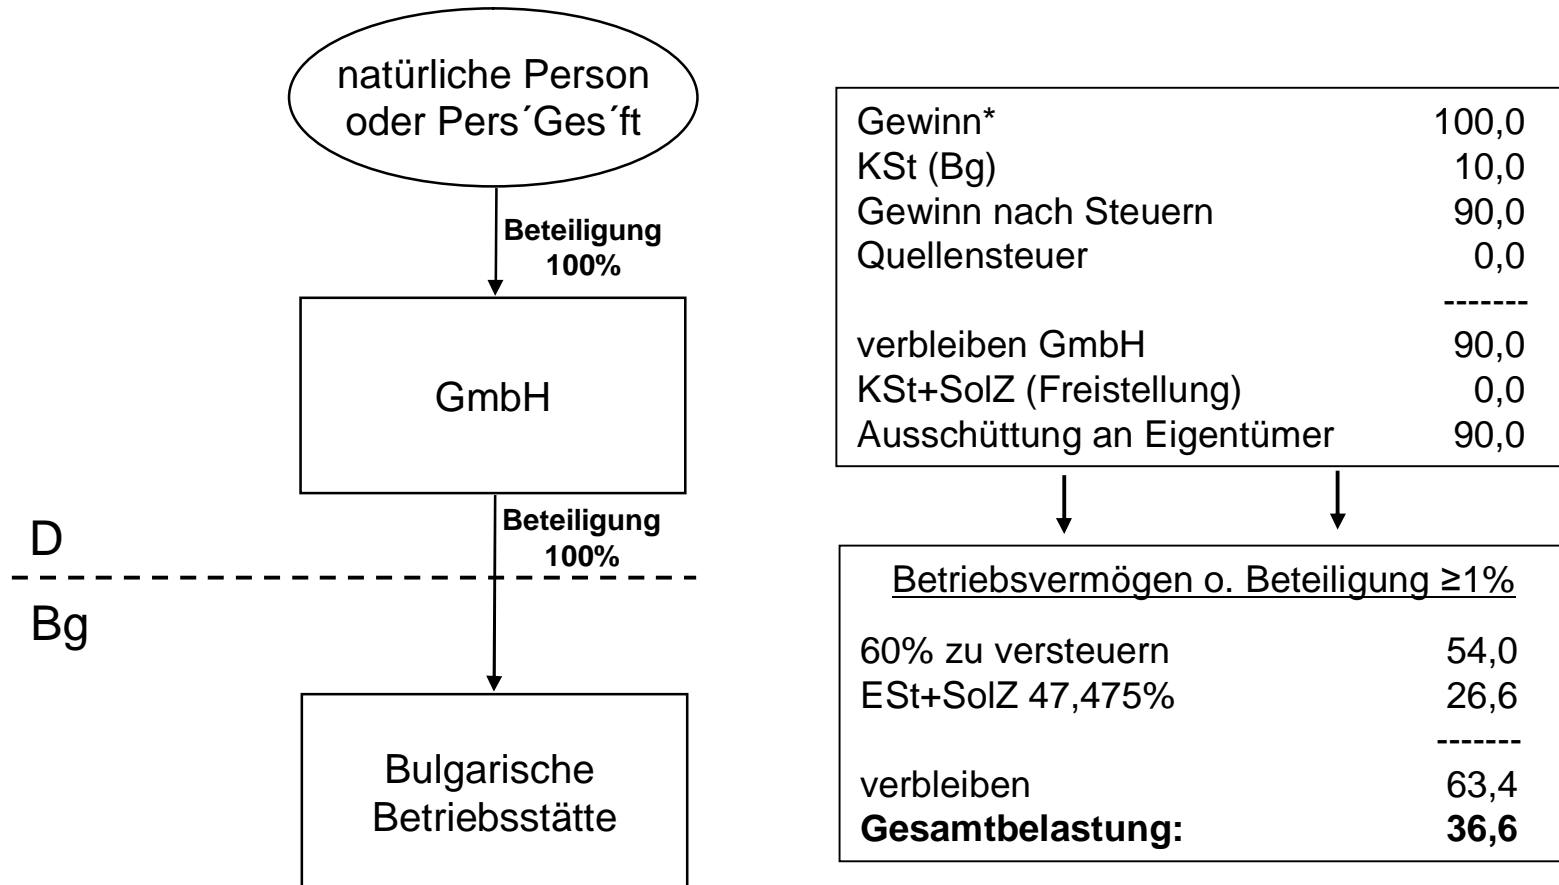 natürliche Person
oder Pers´Ges´ft
Beteiligung
100%
GmbH
Beteiligung
100%
D
Bg
Bulgarische
Betriebsstätte
Gewinn* 100,0
KSt (Bg) 10,0
Gewinn nach Steuern 90,0
Quellensteuer 0,0
-------
verbleiben GmbH 90,0
KSt+SolZ (Freistellung) 0,0
Ausschüttung an Eigentümer 90,0
Betriebsvermögen o. Beteiligung ≥1%
60% zu versteuern 54,0
ESt+SolZ 47,475% 26,6
-------
verbleiben 63,4
Gesamtbelastung: 36,6